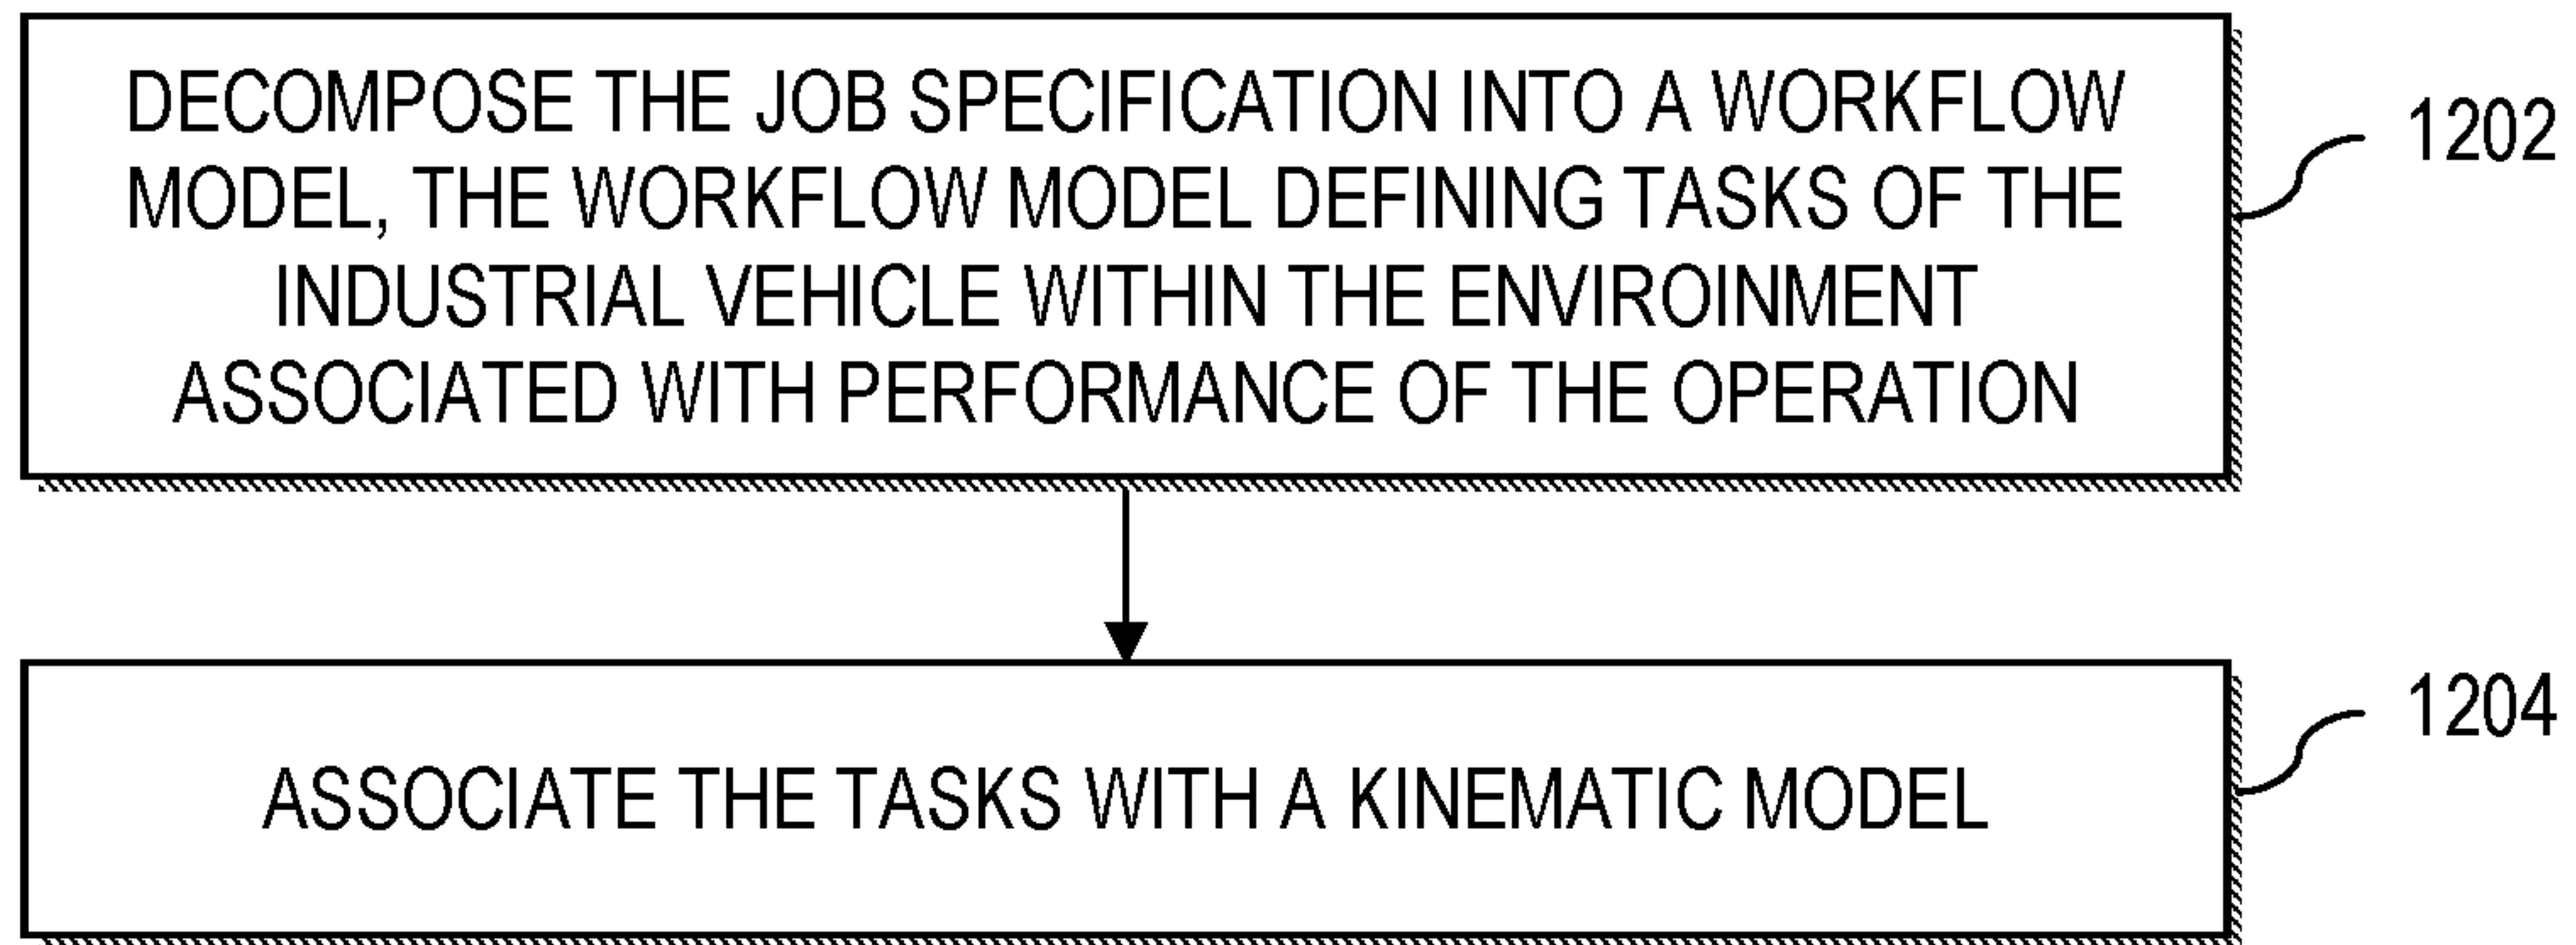 DECOMPOSE THE JOB SPECIFICATION INTO A WORKFLOW
MODEL, THE WORKFLOW MODEL DEFINING TASKS OF THE
INDUSTRIAL VEHICLE WITHIN THE ENVIROINMENT
ASSOCIATED WITH PERFORMANCE OF THE OPERATION
1202
ASSOCIATE THE TASKS WITH A KINEMATIC MODEL
1204